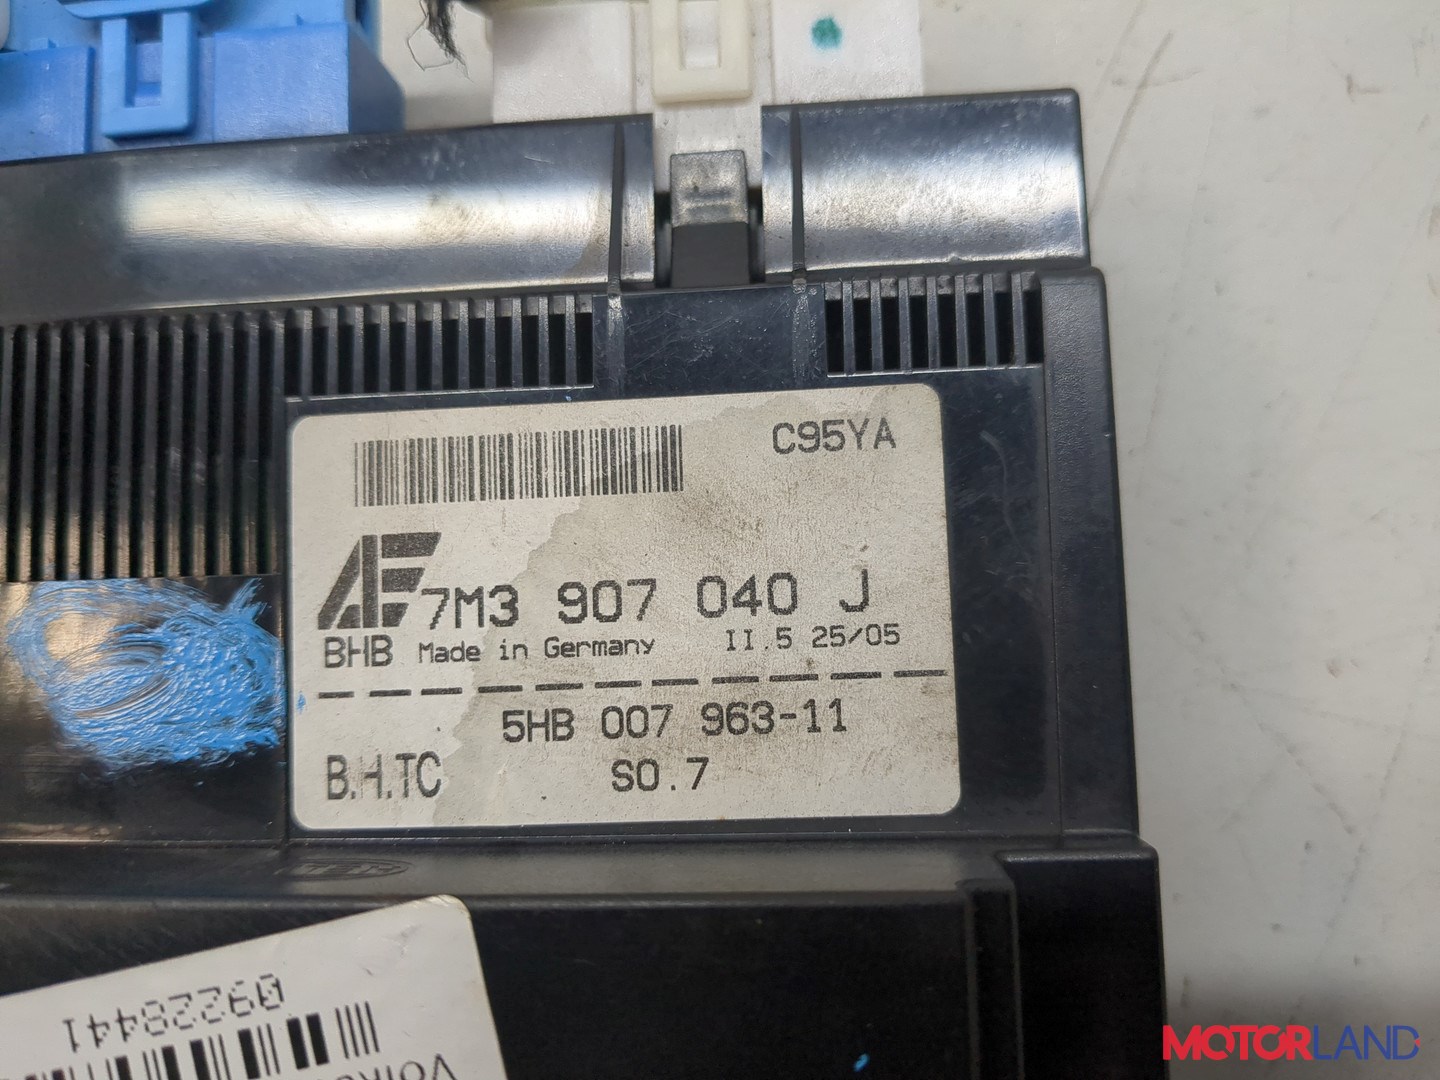 C95YA
AE 7M3 907 040 J
BHB Made in Germany II.5 25/05
5HB 007 963-11
B.H.TC S0.7
09228441
MOTORLAND